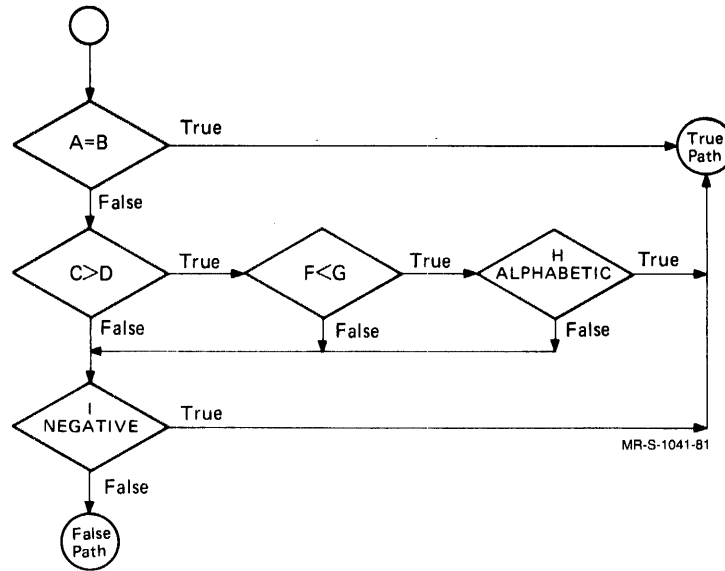 A=B
True
True
Path
False
C>D
True
F<G
True
H
ALPHABETIC
True
False
False
False
I
NEGATIVE
True
MR-S-1041-81
False
False
Path